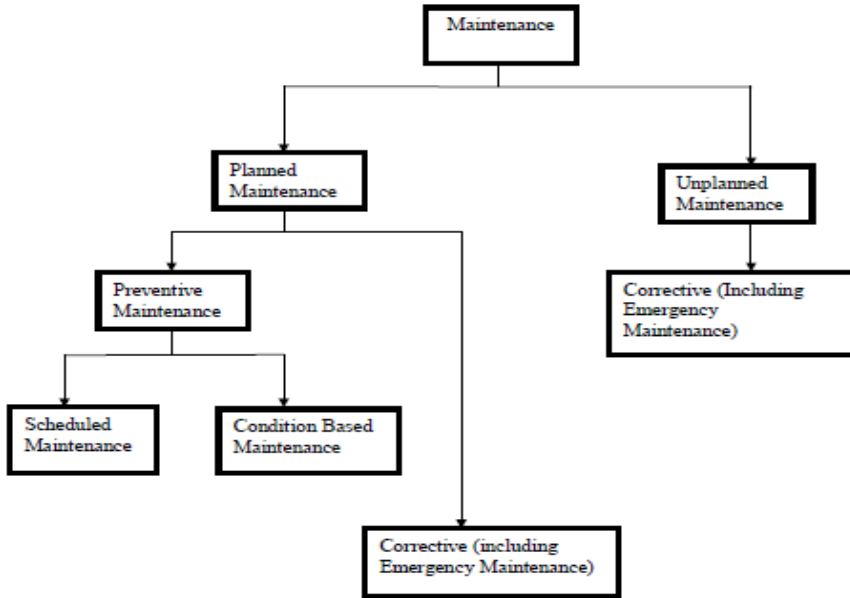 Maintenance
Planned
Maintenance
Unplanned
Maintenance
Preventive
Maintenance
Corrective (Including
Emergency
Maintenance)
Scheduled
Maintenance
Condition Based
Maintenance
Corrective (including
Emergency Maintenance)